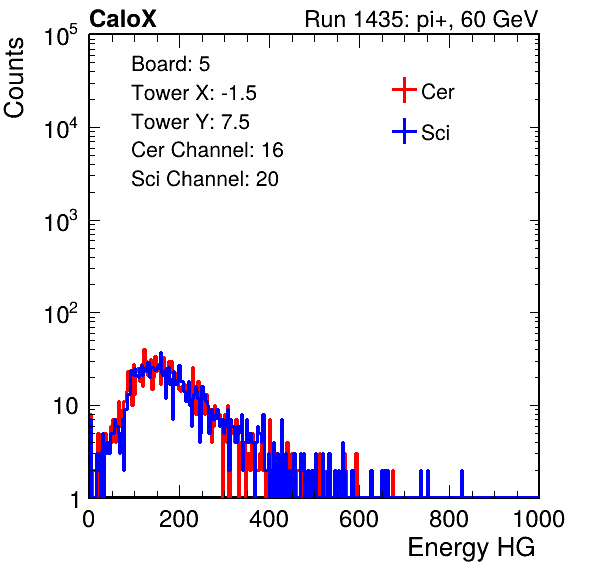 CaloX Run 1435: pi+, 60 GeV
Counts
Board: 5
Tower X: -1.5
Tower Y: 7.5
Cer Channel: 16
Sci Channel: 20
Cer
Sci
10^5
10^4
10^3
10^2
10
1
0 200 400 600 800 1000
Energy HG